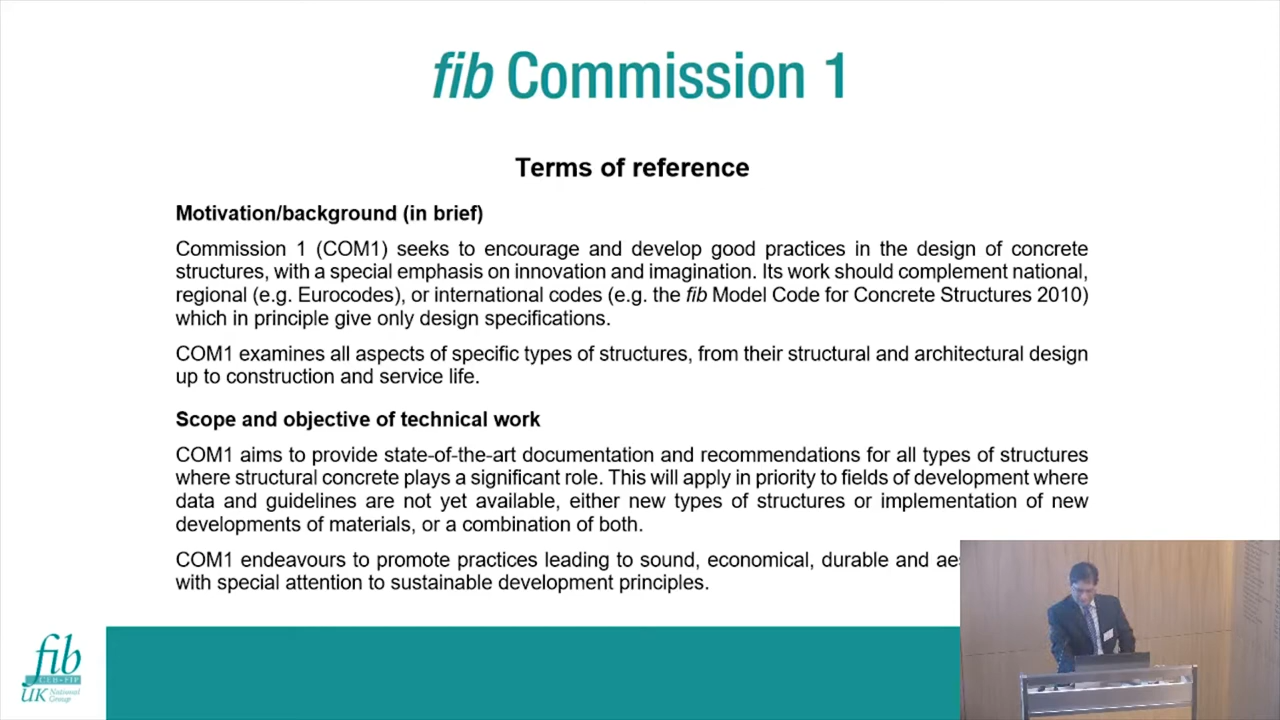 fib Commission 1
Terms of reference
Motivation/background (in brief)
Commission 1 (COM1) seeks to encourage and develop good practices in the design of concrete
structures, with a special emphasis on innovation and imagination. Its work should complement national,
regional (e.g. Eurocodes), or international codes (e.g. the fib Model Code for Concrete Structures 2010)
which in principle give only design specifications.
COM1 examines all aspects of specific types of structures, from their structural and architectural design
up to construction and service life.
Scope and objective of technical work
COM1 aims to provide state-of-the-art documentation and recommendations for all types of structures
where structural concrete plays a significant role. This will apply in priority to fields of development where
data and guidelines are not yet available, either new types of structures or implementation of new
developments of materials, or a combination of both.
COM1 endeavours to promote practices leading to sound, economical, durable and
with special attention to sustainable development principles.
fib
CEB-FIP
UK National
Group